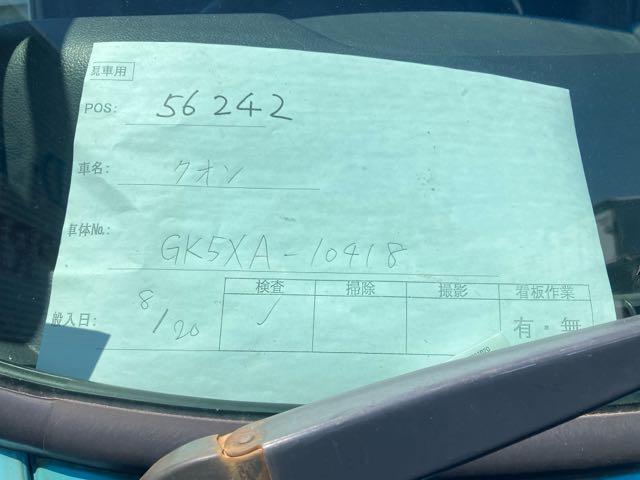 車用
POS: 56242
車名: クオン
車体No. GK5XA-10418
搬入日: 8/20
検査 掃除 撮影 看板作業
✓ 有・無